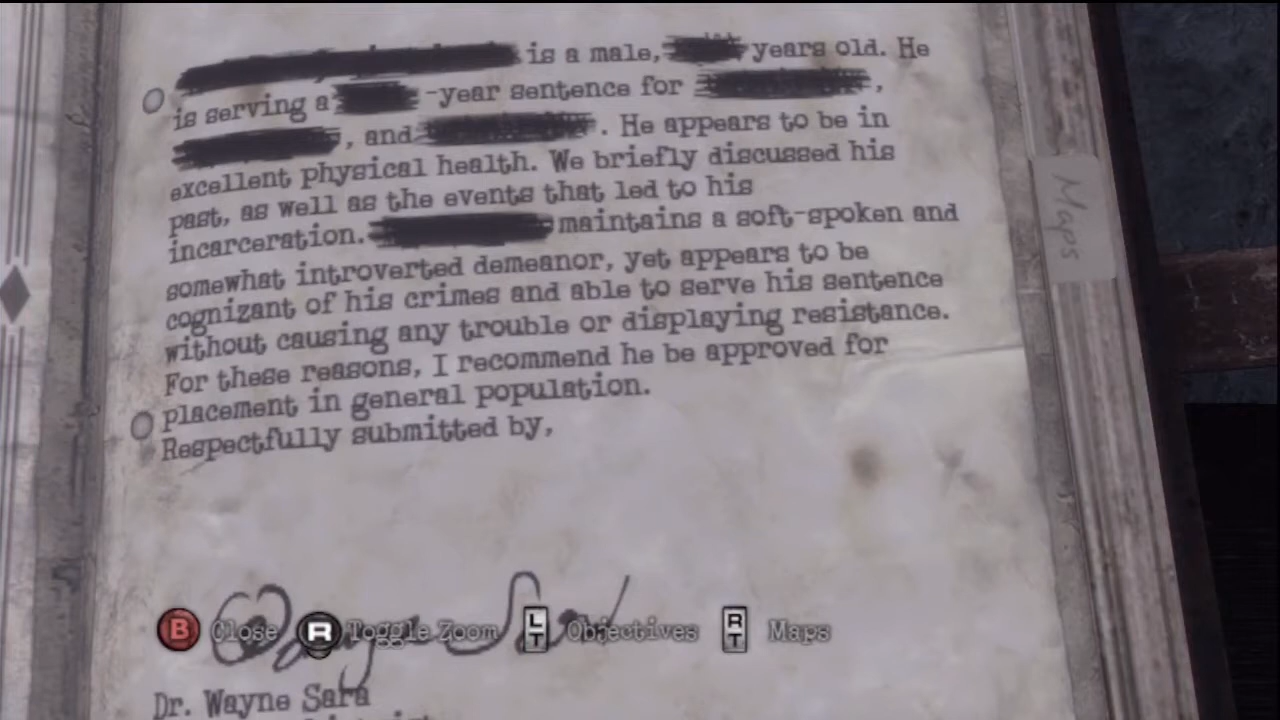 is a male, years old. He
is serving a -year sentence for ,
, and . He appears to be in
excellent physical health. We briefly discussed his
past, as well as the events that led to his
incarceration. maintains a soft-spoken and
somewhat introverted demeanor, yet appears to be
cognizant of his crimes and able to serve his sentence
without causing any trouble or displaying resistance.
For these reasons, I recommend he be approved for
placement in general population.
Respectfully submitted by,
B Close R Toggle Zoom LT Objectives RT Maps
Dr. Wayne Sara
Maps